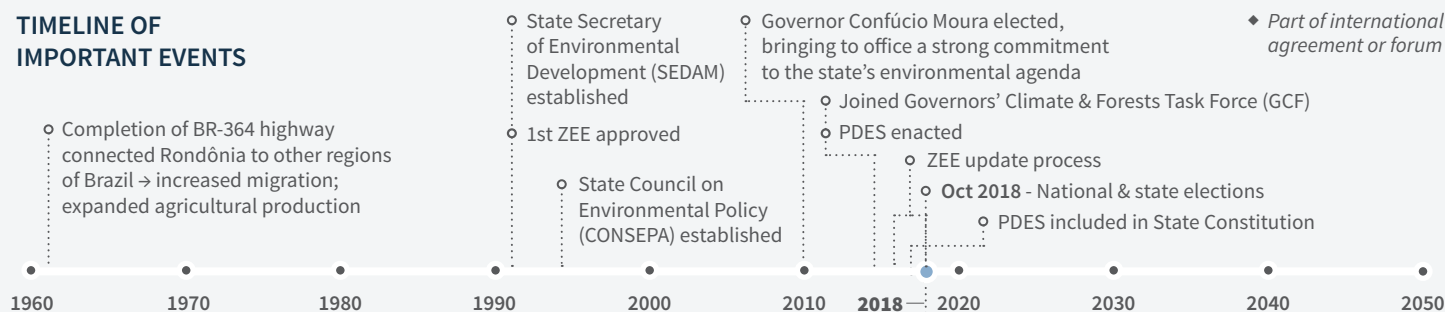 TIMELINE OF
IMPORTANT EVENTS
Completion of BR-364 highway
connected Rondônia to other regions
of Brazil → increased migration;
expanded agricultural production
State Secretary
of Environmental
Development (SEDAM)
established
1st ZEE approved
State Council on
Environmental Policy
(CONSEPA) established
Governor Confúcio Moura elected,
bringing to office a strong commitment
to the state’s environmental agenda
Joined Governors’ Climate & Forests Task Force (GCF)
PDES enacted
ZEE update process
Oct 2018 - National & state elections
PDES included in State Constitution
Part of international
agreement or forum
1960 1970 1980 1990 2000 2010 2018 2020 2030 2040 2050